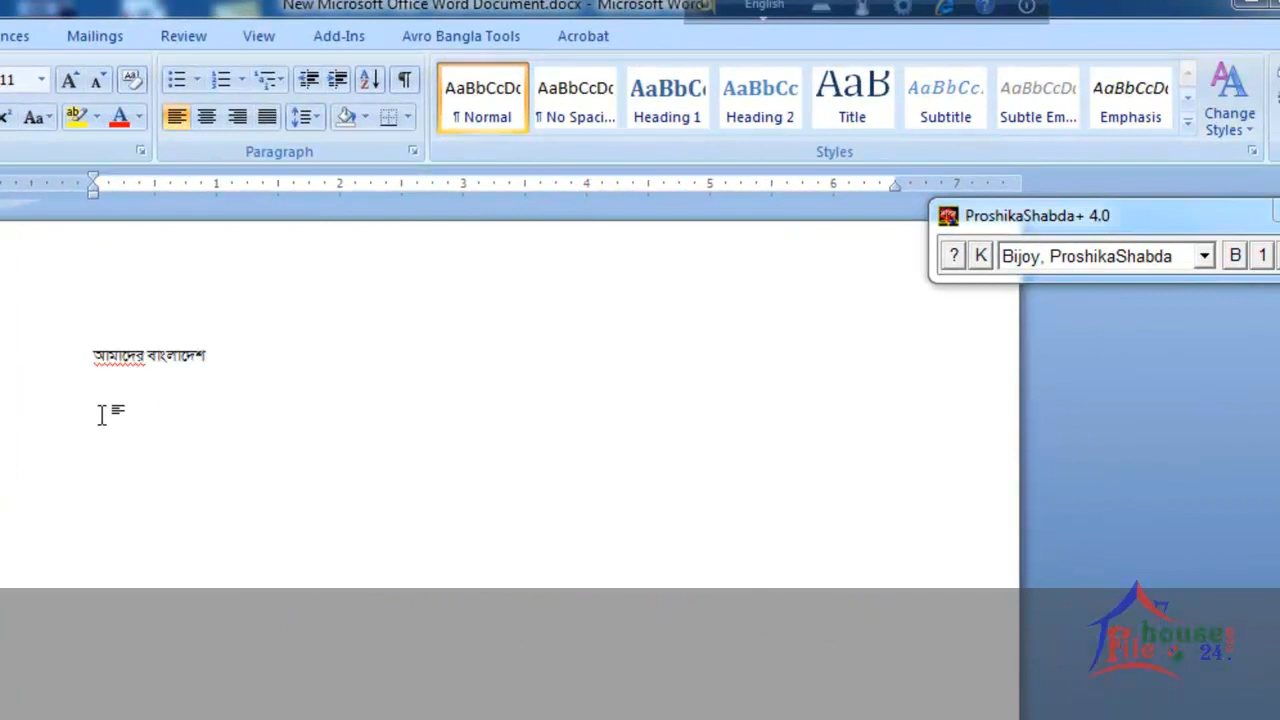 New Microsoft Office Word Document.docx - Microsoft Word
English
nces Mailings Review View Add-Ins Avro Bangla Tools Acrobat
11
Aa
AaBbCcDc AaBbCcDc AaBbC AaBbCc AaB AaBbCc. AaBbCcDc AaBbCcDc
¶ Normal ¶ No Spaci... Heading 1 Heading 2 Title Subtitle Subtle Em... Emphasis
Change Styles
Paragraph Styles
1 2 3 4 5 6 7
ProshikaShabda+ 4.0
? K Bijoy, ProshikaShabda B 1
আমাদের বাংলাদেশ
house
File 24.